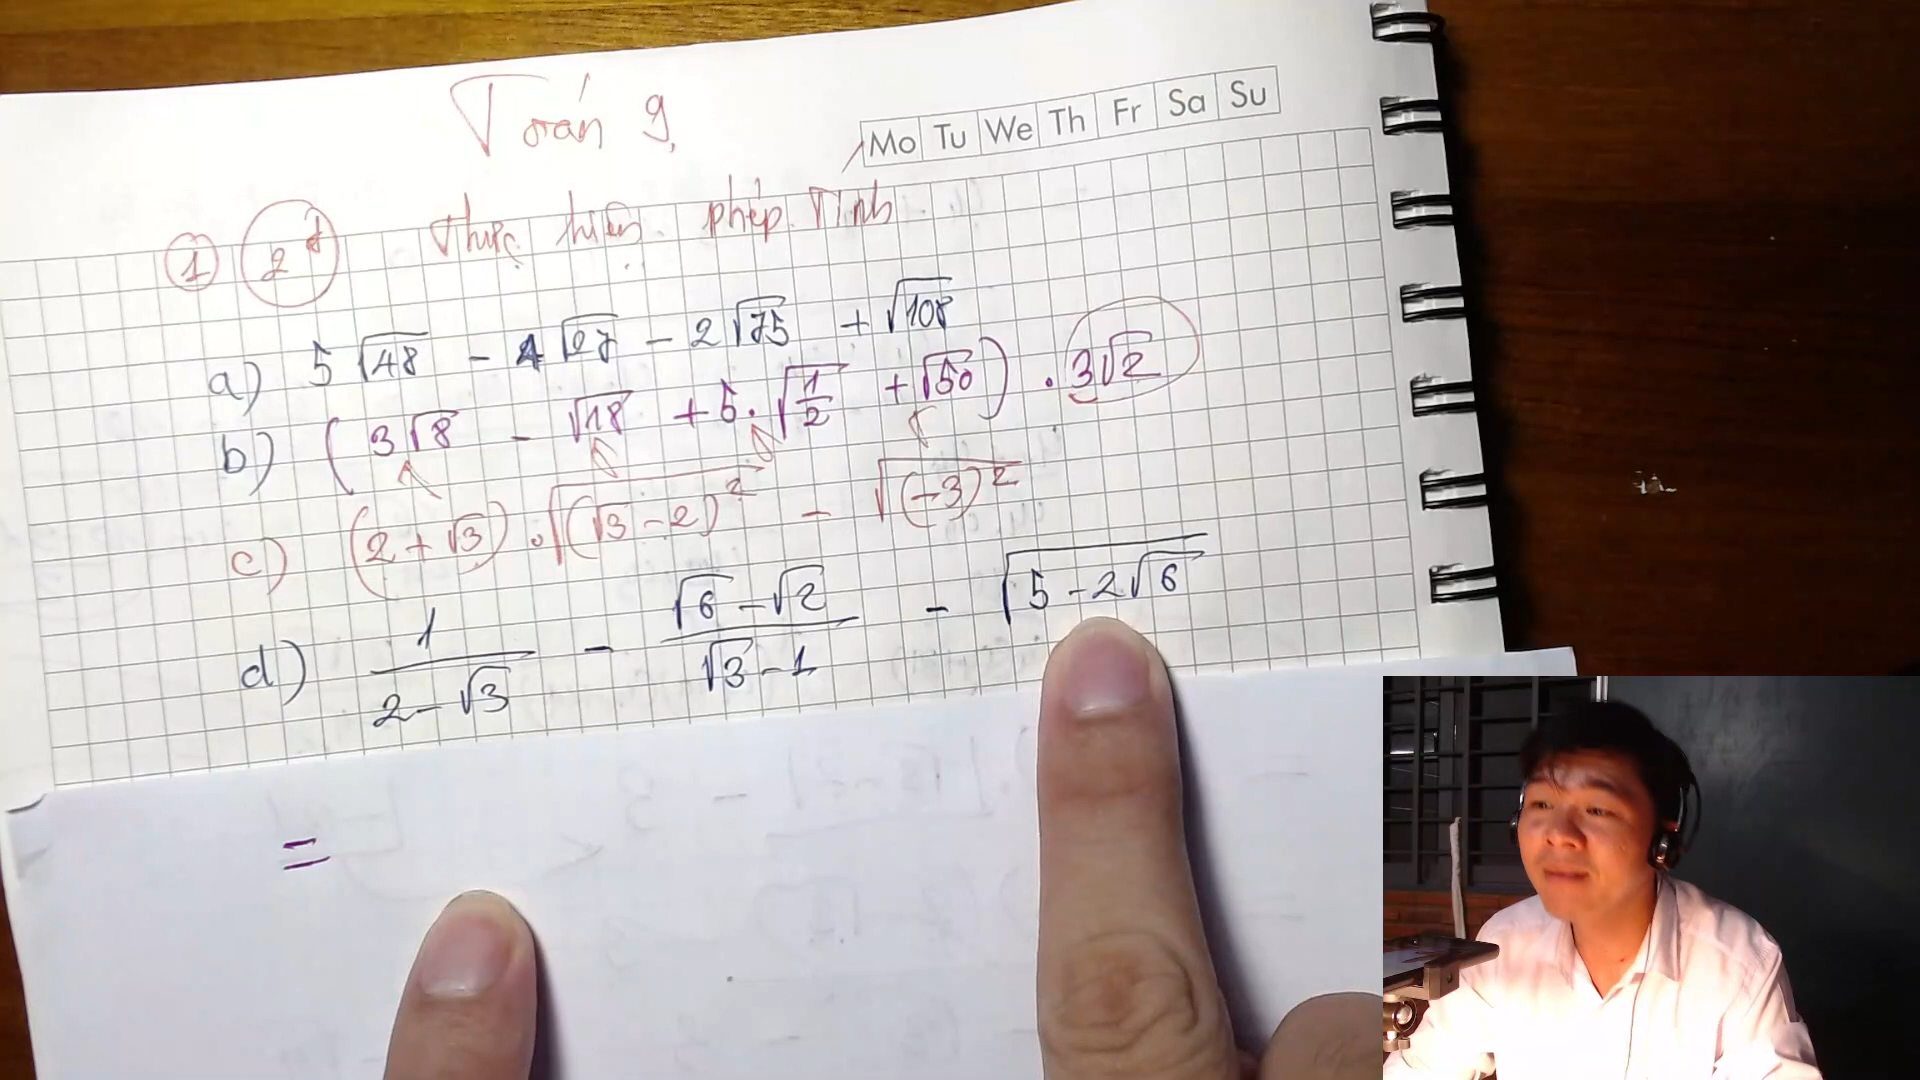 Toán 9
Mo Tu We Th Fr Sa Su
① 2đ Thực hiện phép Tính
a) 5√48 - 4√27 - 2√75 + √108
b) (3√8 - √18 + 5.√(1/2) + √50) . 3√2
c) (2 + √3) . √((√3 - 2)²) - √((-3)²)
d) 1/(2 - √3) - (√6 - √2)/(√3 - 1) - √(5 - 2√6)
=